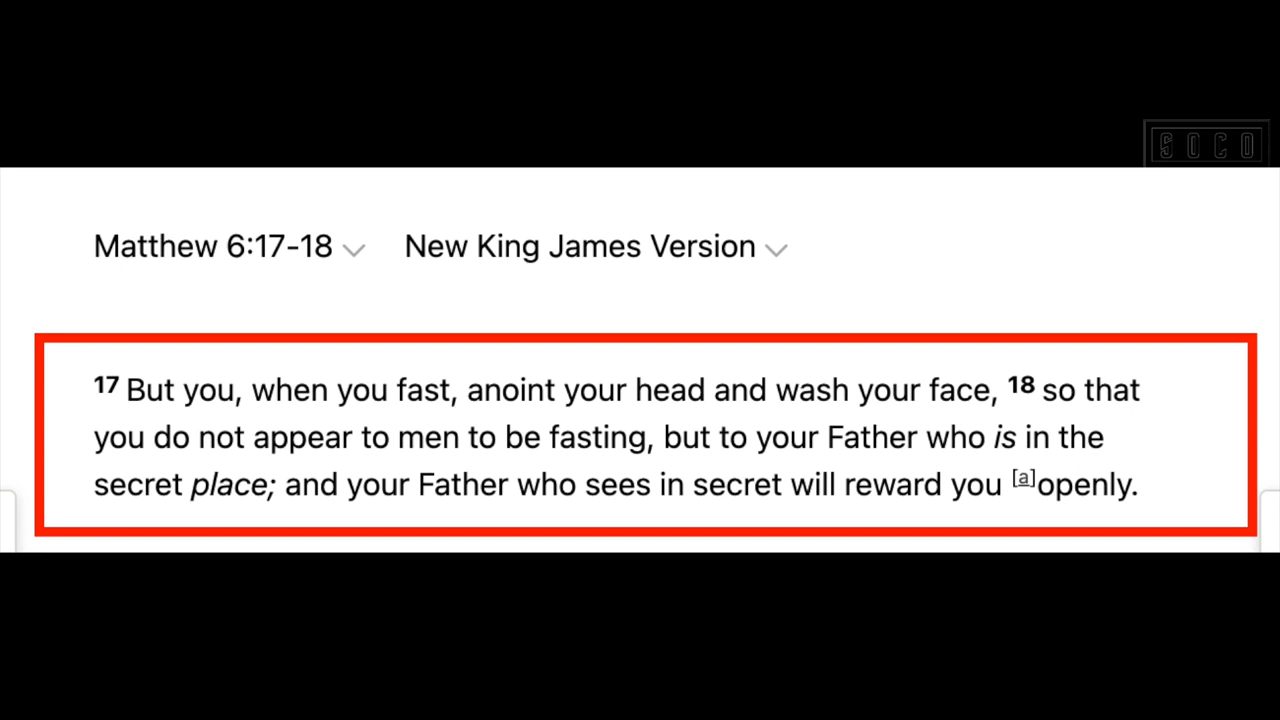 SOCO
Matthew 6:17-18 New King James Version
17 But you, when you fast, anoint your head and wash your face, 18 so that
you do not appear to men to be fasting, but to your Father who is in the
secret place; and your Father who sees in secret will reward you [a]openly.